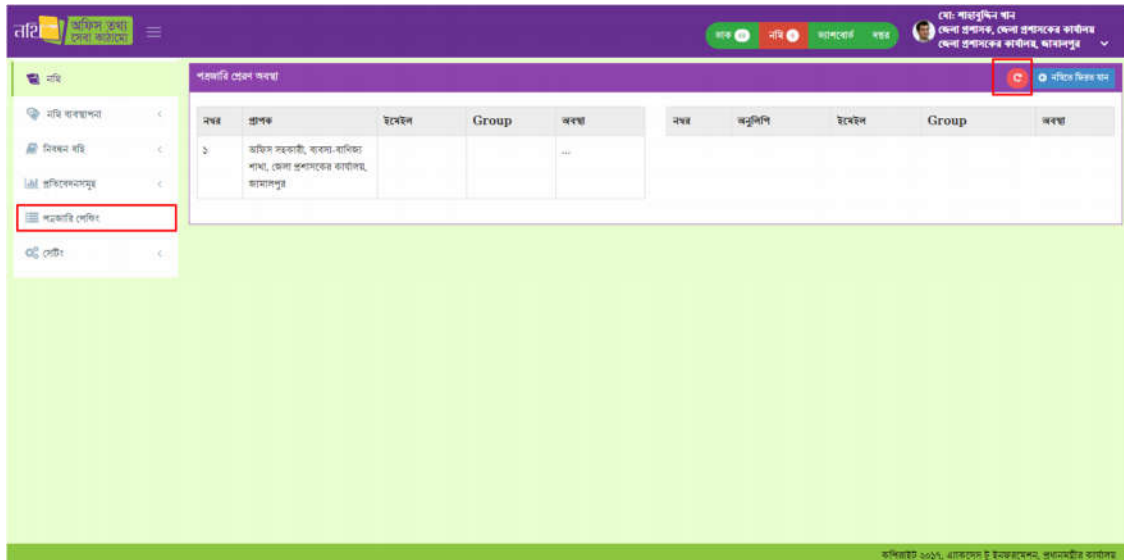 নথি
অফিস তথ্য
সেবা কাঠামো
ডাক
নথি
ড্যাশবোর্ড
দপ্তর
মো: শাহাবুদ্দিন খান
জেলা প্রশাসক, জেলা প্রশাসকের কার্যালয়
জেলা প্রশাসকের কার্যালয়, জামালপুর
নথি
নথি ব্যবস্থাপনা
নিবন্ধন বহি
প্রতিবেদনসমূহ
পত্রজারি পেন্ডিং
সেটিং
পত্রজারি প্রেরণ অবস্থা
নথিতে ফিরত যান
নম্বর প্রাপক ইমেইল Group অবস্থা
নম্বর অনুলিপি ইমেইল Group অবস্থা
১ অফিস সহকারী, ব্যবসা-বাণিজ্য ...
শাখা, জেলা প্রশাসকের কার্যালয়,
জামালপুর
কপিরাইট ২০১৭, এ্যাকসেস টু ইনফরমেশন, প্রধানমন্ত্রীর কার্যালয়